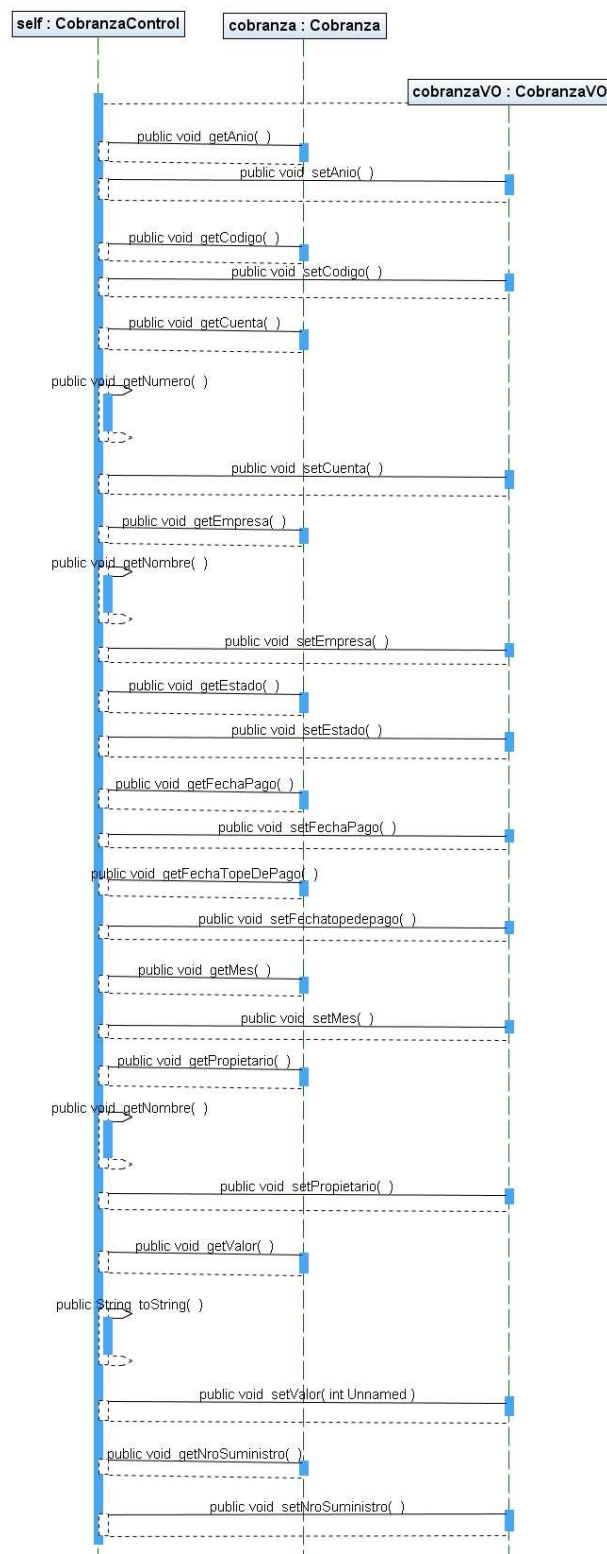 self : CobranzaControl
cobranza : Cobranza
cobranzaVO : CobranzaVO
public void getAnio( )
public void setAnio( )
public void getCodigo( )
public void setCodigo( )
public void getCuenta( )
public void getNumero( )
public void setCuenta( )
public void getEmpresa( )
public void getNombre( )
public void setEmpresa( )
public void getEstado( )
public void setEstado( )
public void getFechaPago( )
public void setFechaPago( )
public void getFechaTopeDePago( )
public void setFechatopedepago( )
public void getMes( )
public void setMes( )
public void getPropietario( )
public void getNombre( )
public void setPropietario( )
public void getValor( )
public String toString( )
public void setValor( int Unnamed )
public void getNroSuministro( )
public void setNroSuministro( )